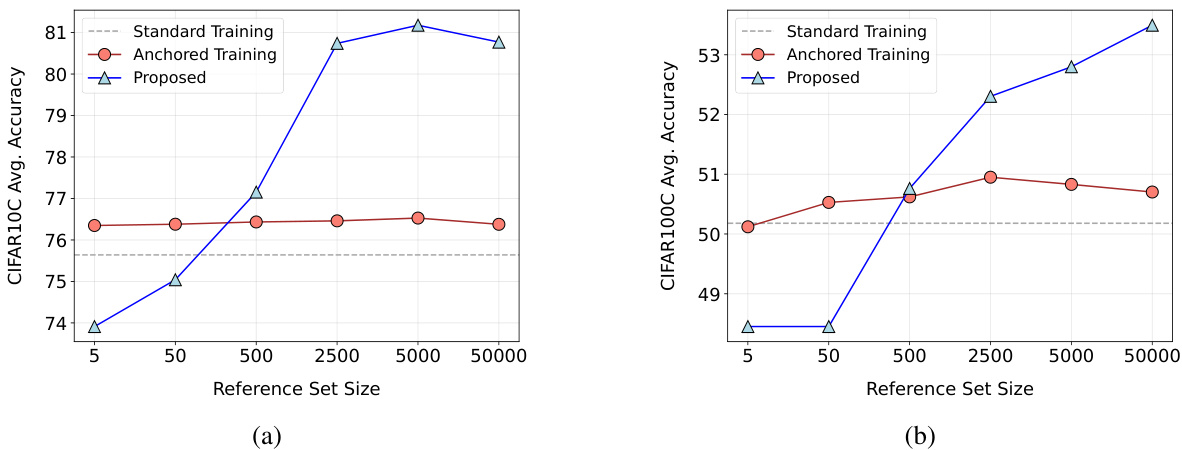 81
80
79
78
77
76
75
74
CIFAR10C Avg. Accuracy
Standard Training
Anchored Training
Proposed
5 50 500 2500 5000 50000
Reference Set Size
(a)
53
52
51
50
49
CIFAR100C Avg. Accuracy
Standard Training
Anchored Training
Proposed
5 50 500 2500 5000 50000
Reference Set Size
(b)